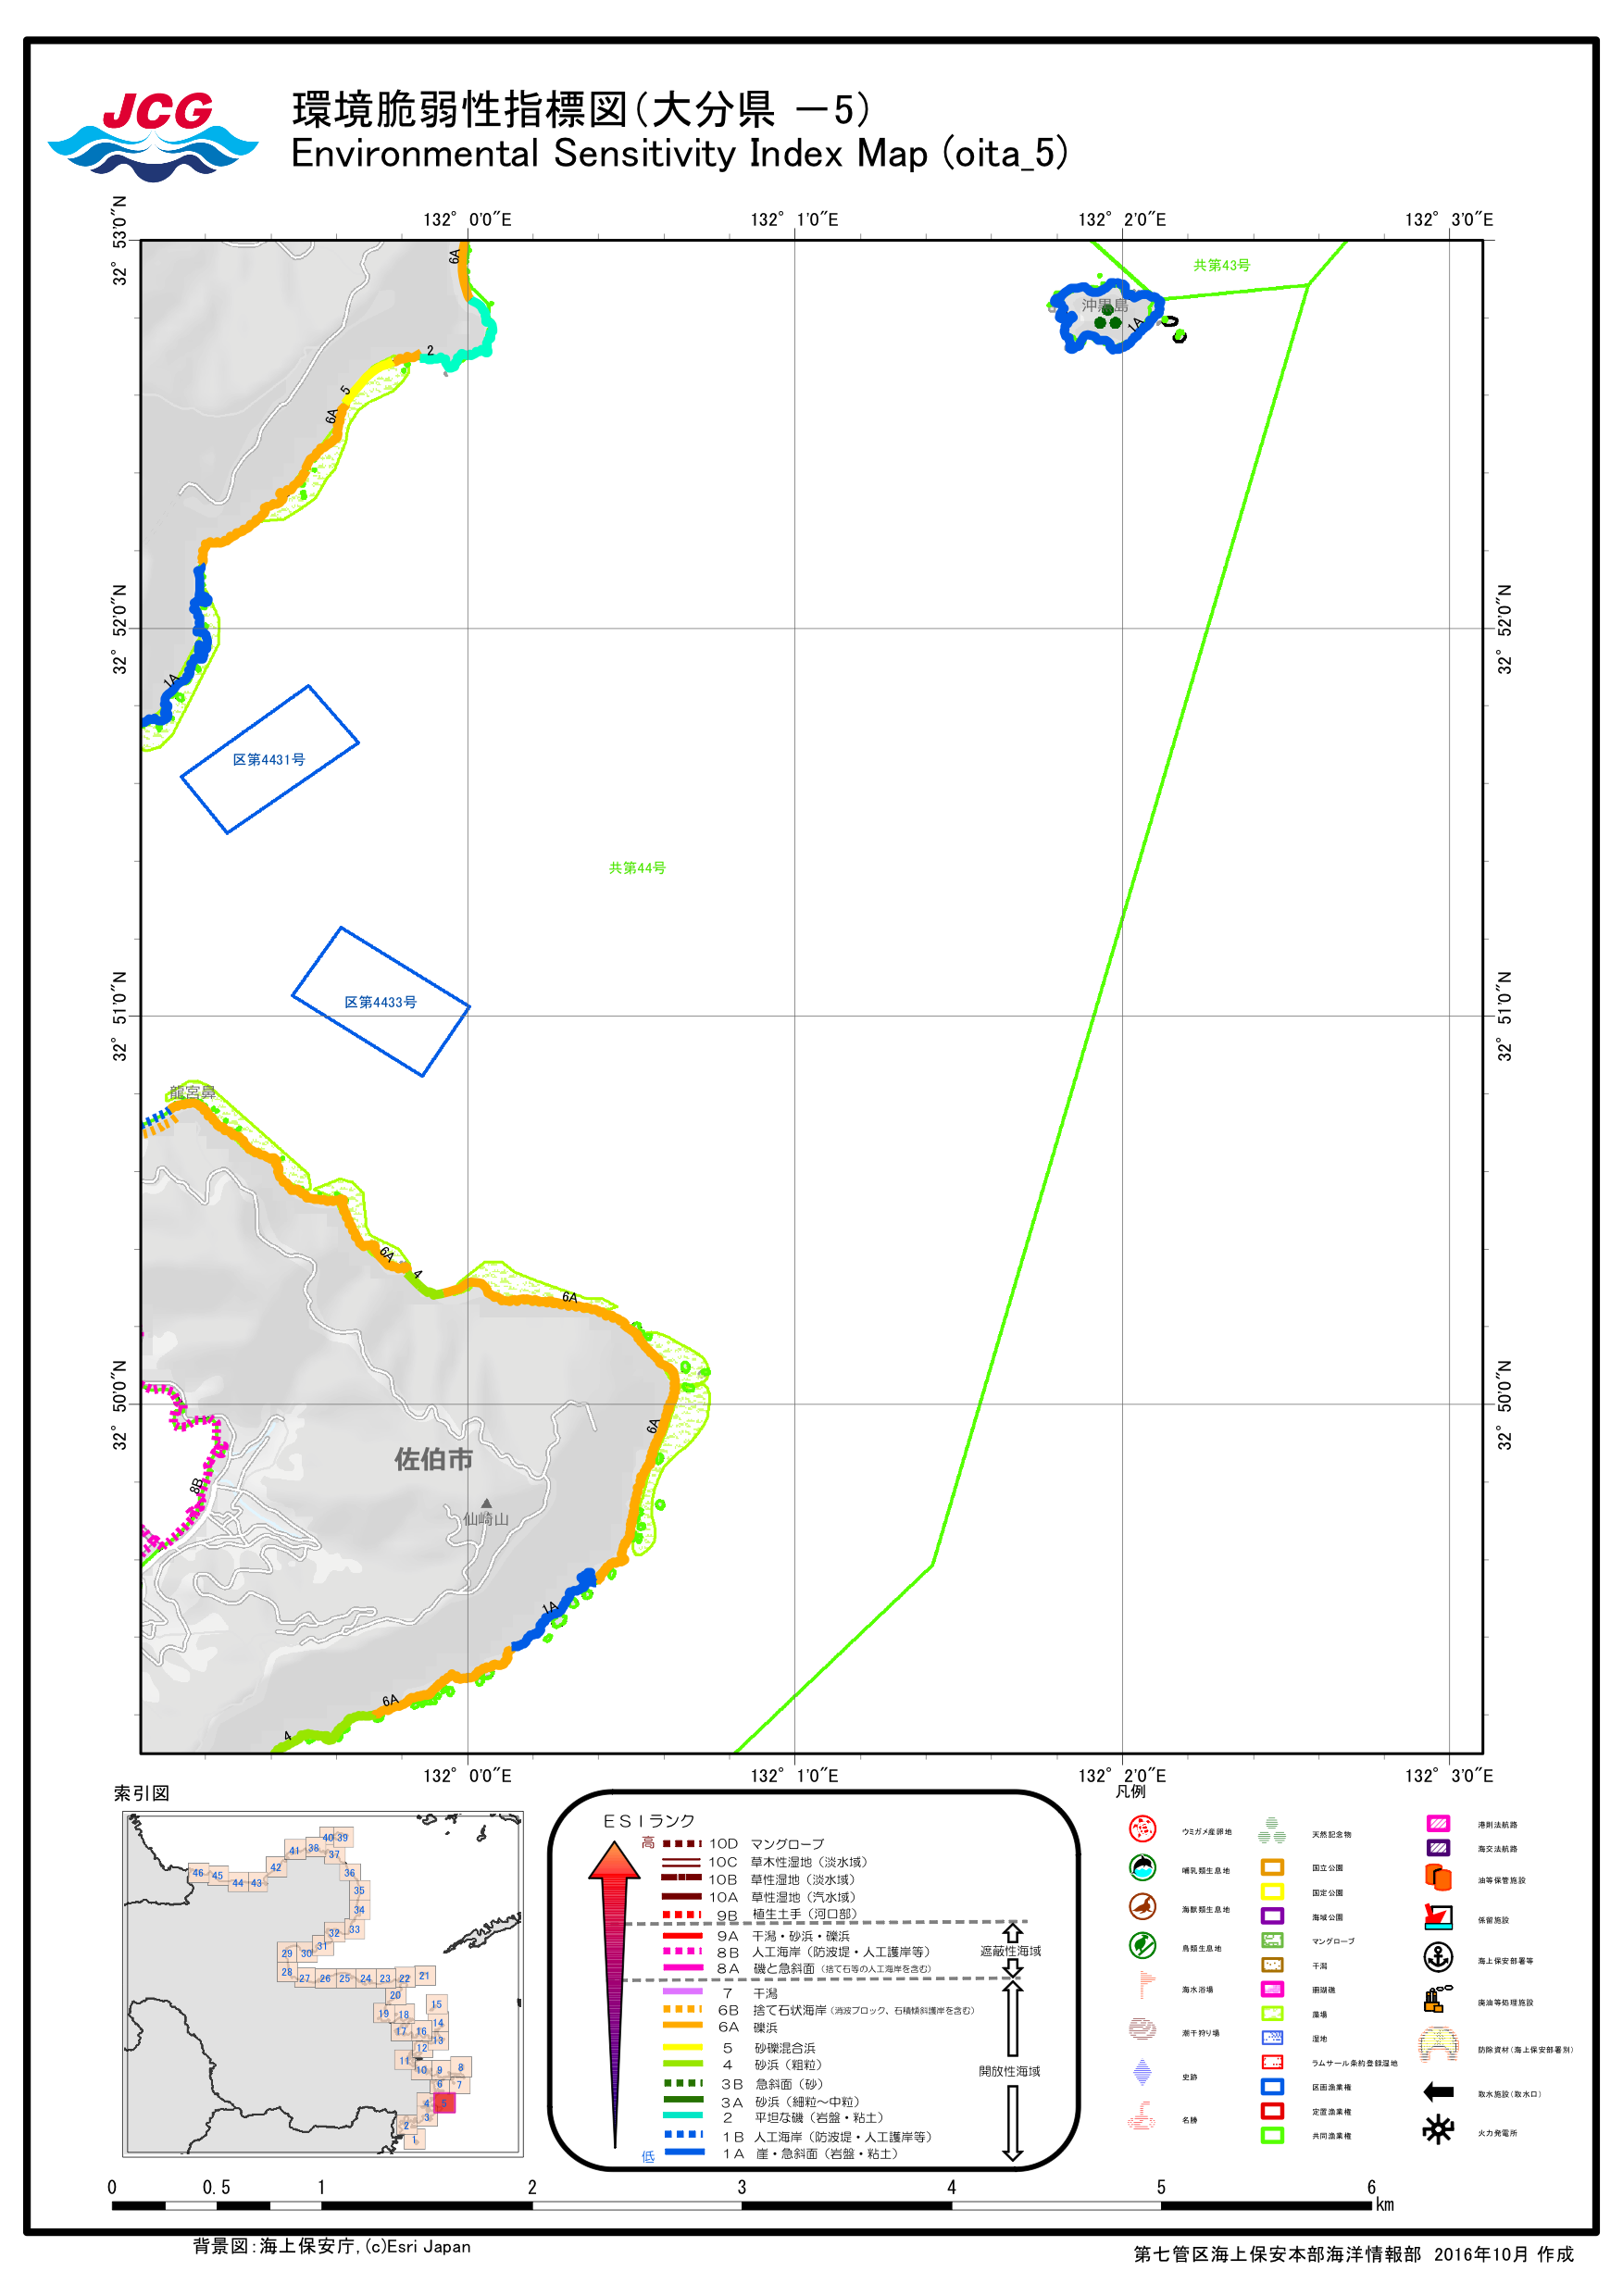 JCG
環境脆弱性指標図(大分県 －5)
Environmental Sensitivity Index Map (oita_5)
132° 0'0"E
132° 1'0"E
132° 2'0"E
132° 3'0"E
32° 53'0"N
32° 52'0"N
32° 51'0"N
32° 50'0"N
32° 52'0"N
32° 51'0"N
32° 50'0"N
6A
共第43号
沖黒島
1A
2
5
6A
1A
区第4431号
共第44号
区第4433号
龍宮鼻
6A
4
6A
6A
佐伯市
8B
仙崎山
1A
6A
4
132° 0'0"E
132° 1'0"E
132° 2'0"E
132° 3'0"E
索引図
40 39
41 38 37
46 45 44 43 42 36
35
34
33
32
31
30
29
28
27 26 25 24 23 22 21
20
19 18 15
17 16 14
13
12
11
10 9 8
6 7
4 5
3
2
1
ESIランク
高
10D マングローブ
10C 草木性湿地（淡水域）
10B 草性湿地（淡水域）
10A 草性湿地（汽水域）
9B 植生土手（河口部）
9A 干潟・砂浜・礫浜
8B 人工海岸（防波堤・人工護岸等）
8A 磯と急斜面（捨て石等の人工海岸を含む）
7 干潟
6B 捨て石状海岸（消波ブロック、石積傾斜護岸を含む）
6A 礫浜
5 砂礫混合浜
4 砂浜（粗粒）
3B 急斜面（砂）
3A 砂浜（細粒～中粒）
2 平坦な磯（岩盤・粘土）
1B 人工海岸（防波堤・人工護岸等）
1A 崖・急斜面（岩盤・粘土）
低
遮蔽性海域
開放性海域
凡例
ウミガメ産卵地
哺乳類生息地
海獣類生息地
鳥類生息地
海水浴場
潮干狩り場
史跡
名勝
天然記念物
国立公園
国定公園
海域公園
マングローブ
干潟
珊瑚礁
藻場
湿地
ラムサール条約登録湿地
区画漁業権
定置漁業権
共同漁業権
港則法航路
海交法航路
油等保管施設
保留施設
海上保安部署等
廃油等処理施設
防除資材(海上保安部署別)
取水施設(取水口)
火力発電所
0 0.5 1 2 3 4 5 6
km
背景図：海上保安庁, (c)Esri Japan
第七管区海上保安本部海洋情報部 2016年10月 作成